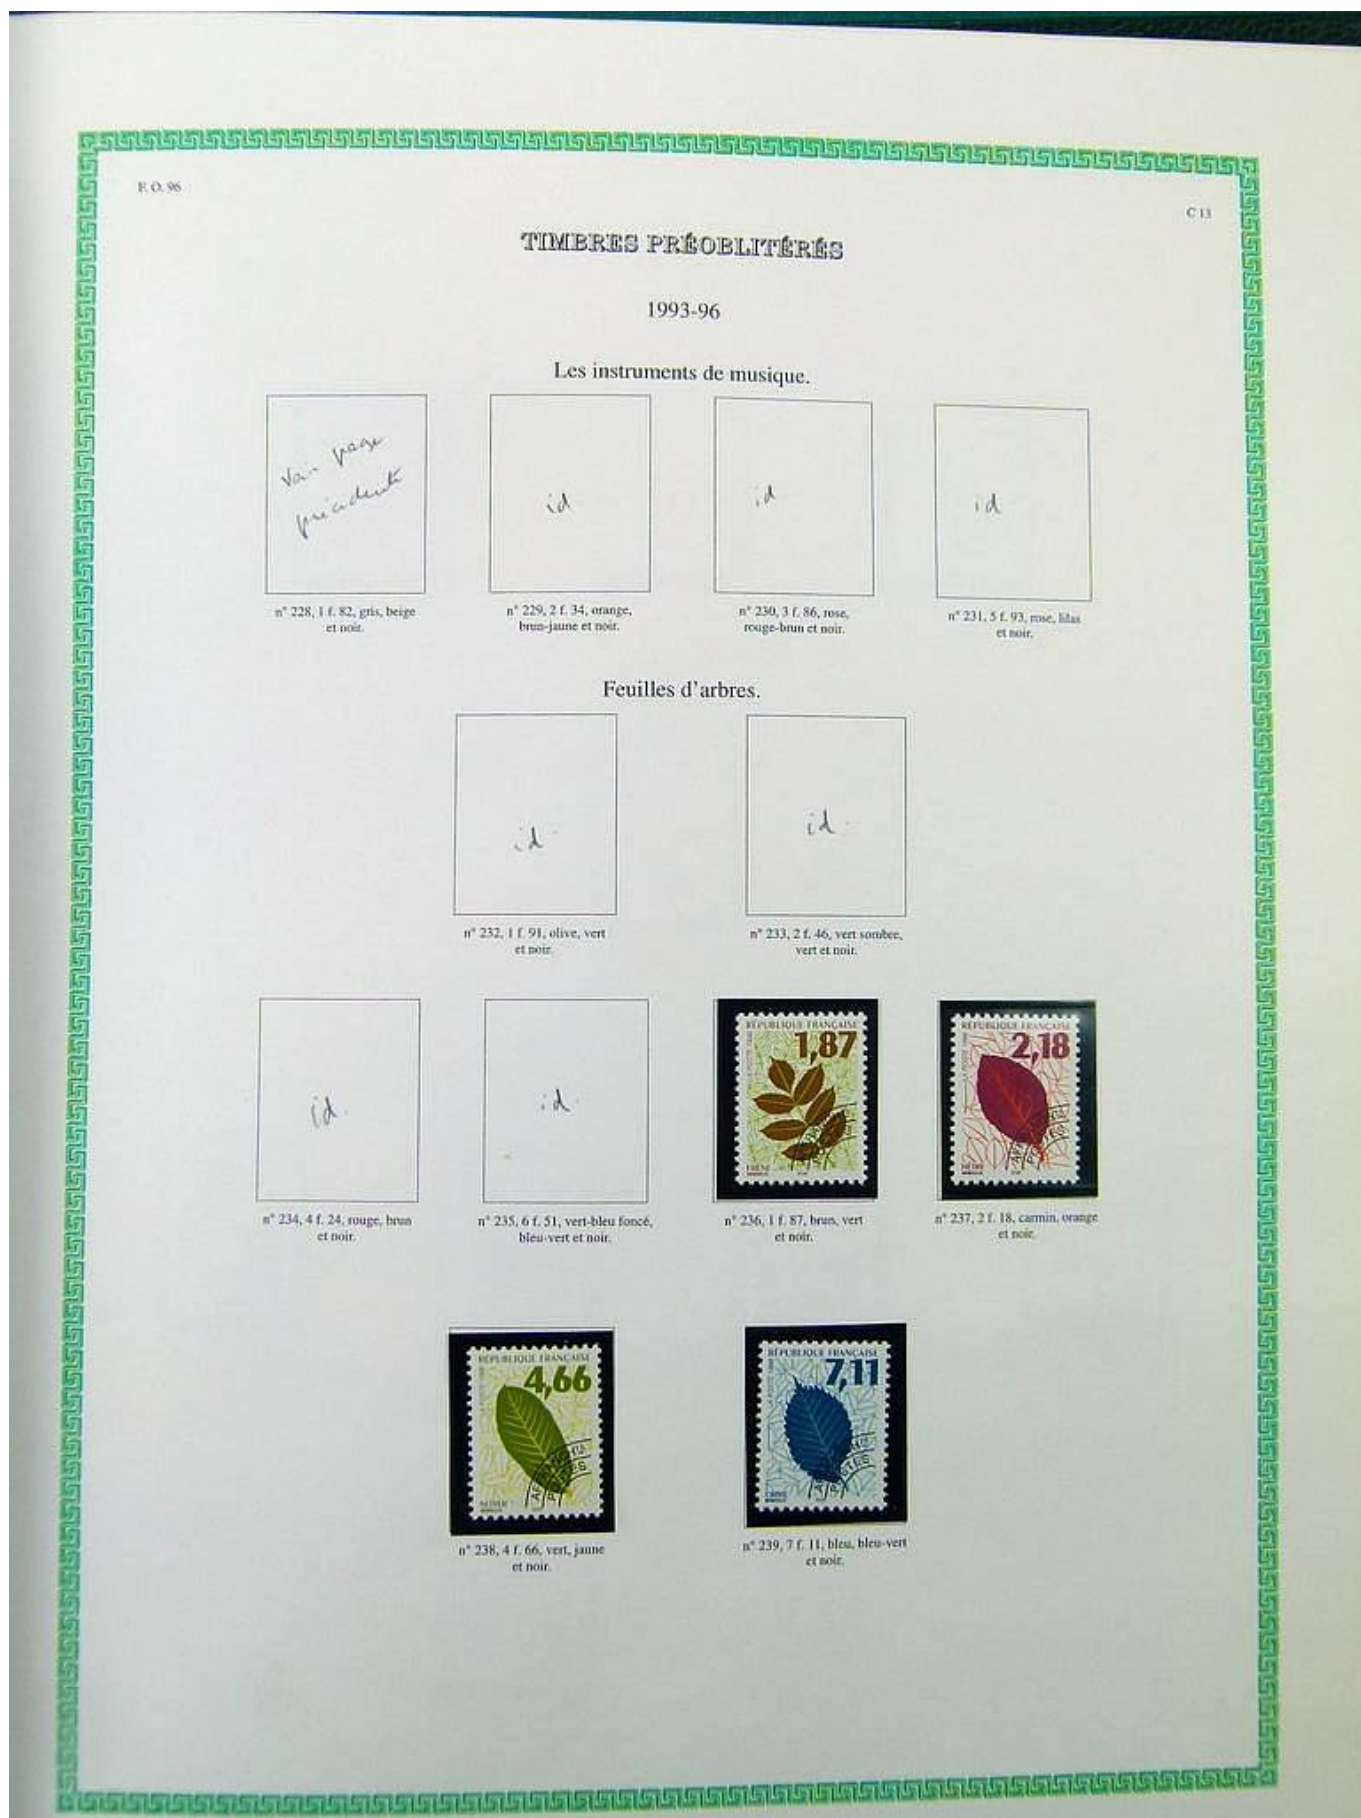 F. O. 96
C 13
TIMBRES PRÉOBLITÉRÉS
1993-96
Les instruments de musique.
Voir page
précédente
id
id
id
n° 228, 1 f. 82, gris, beige
et noir.
n° 229, 2 f. 34, orange,
brun-jaune et noir.
n° 230, 3 f. 86, rose,
rouge-brun et noir.
n° 231, 5 f. 93, rose, lilas
et noir.
Feuilles d'arbres.
id.
id.
n° 232, 1 f. 91, olive, vert
et noir.
n° 233, 2 f. 46, vert sombre,
vert et noir.
id.
id.
RÉPUBLIQUE FRANÇAISE
1,87
FRÊNE
RÉPUBLIQUE FRANÇAISE
2,18
HÊTRE
n° 234, 4 f. 24, rouge, brun
et noir.
n° 235, 6 f. 51, vert-bleu foncé,
bleu-vert et noir.
n° 236, 1 f. 87, brun, vert
et noir.
n° 237, 2 f. 18, carmin, orange
et noir.
RÉPUBLIQUE FRANÇAISE
4,66
POSTES
NOYER
RÉPUBLIQUE FRANÇAISE
7,11
POSTES
ORME
n° 238, 4 f. 66, vert, jaune
et noir.
n° 239, 7 f. 11, bleu, bleu-vert
et noir.